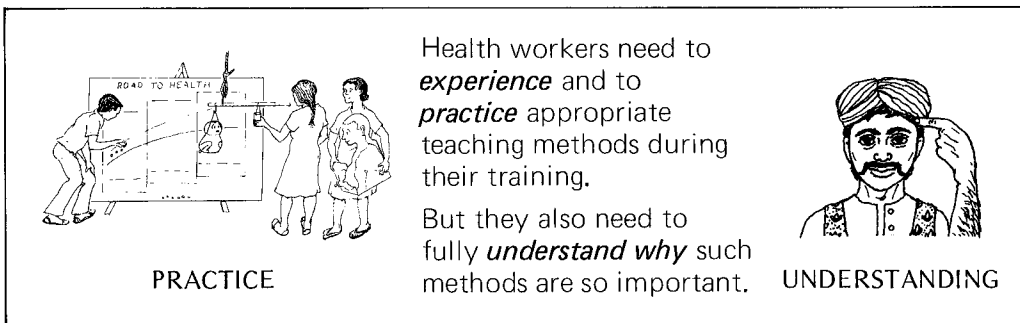 ROAD TO HEALTH
Health workers need to
experience and to
practice appropriate
teaching methods during
their training.
But they also need to
fully understand why such
methods are so important.
PRACTICE
UNDERSTANDING